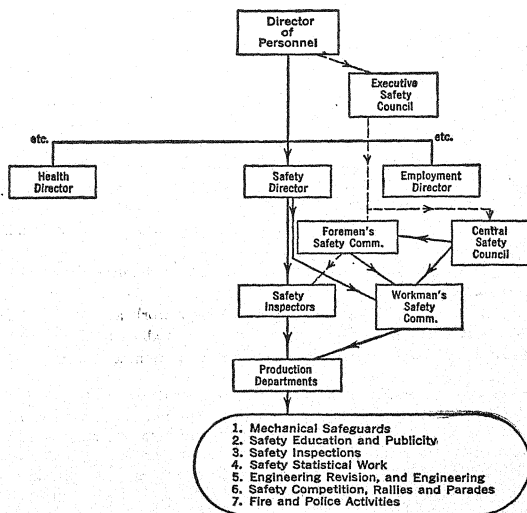 Director
of
Personnel
Executive
Safety
Council
etc.
etc.
Health
Director
Safety
Director
Employment
Director
Foremen's
Safety Comm.
Central
Safety
Council
Safety
Inspectors
Workman's
Safety
Comm.
Production
Departments
1. Mechanical Safeguards
2. Safety Education and Publicity
3. Safety Inspections
4. Safety Statistical Work
5. Engineering Revision, and Engineering
6. Safety Competition, Rallies and Parades
7. Fire and Police Activities